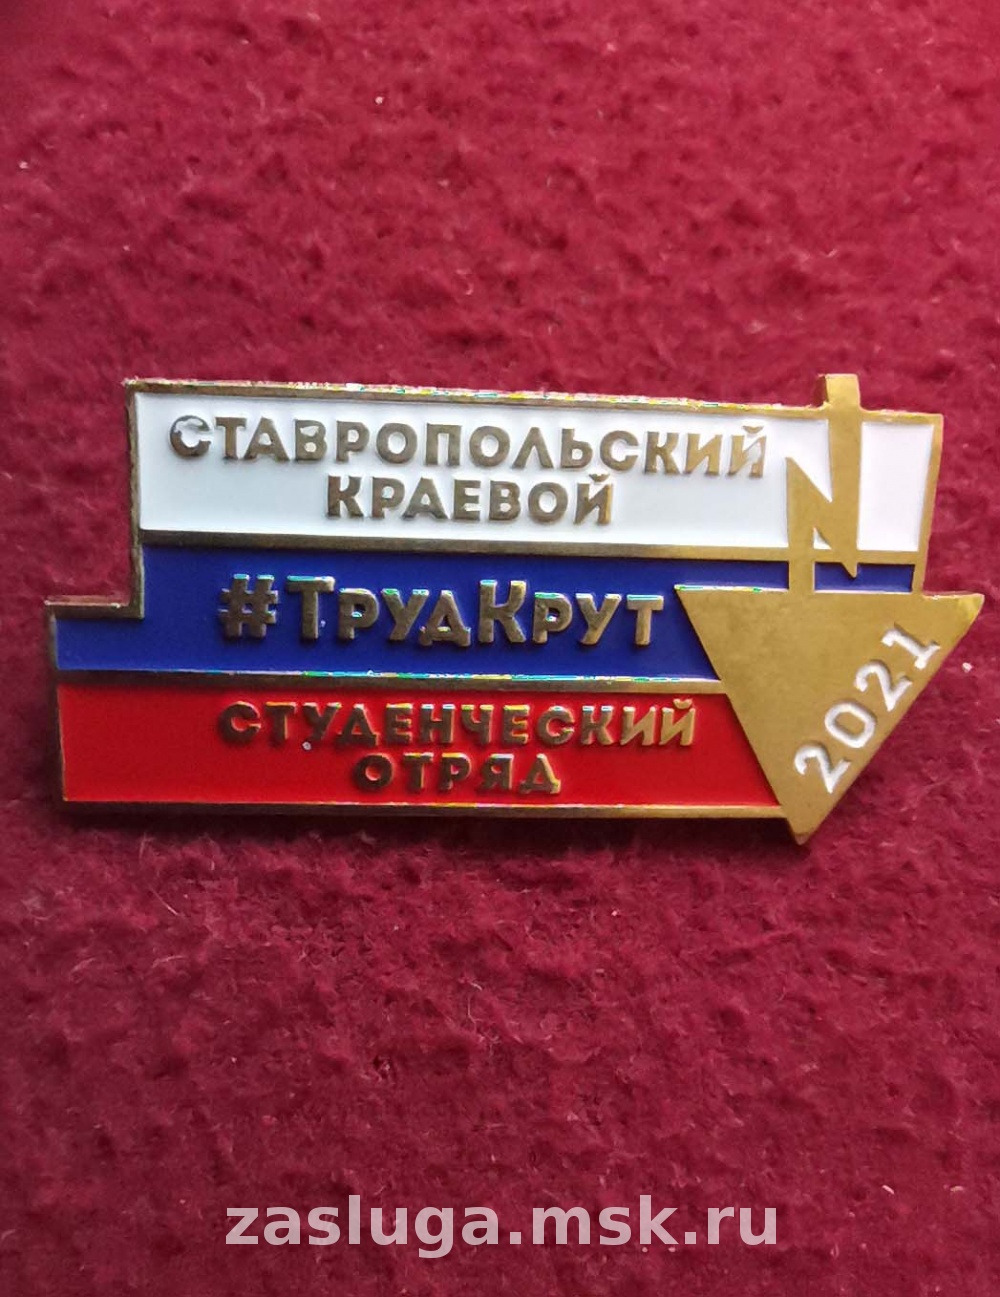 СТАВРОПОЛЬСКИЙ
КРАЕВОЙ
#ТРУДКРУТ
СТУДЕНЧЕСКИЙ
ОТРЯД
2021
zasluga.msk.ru